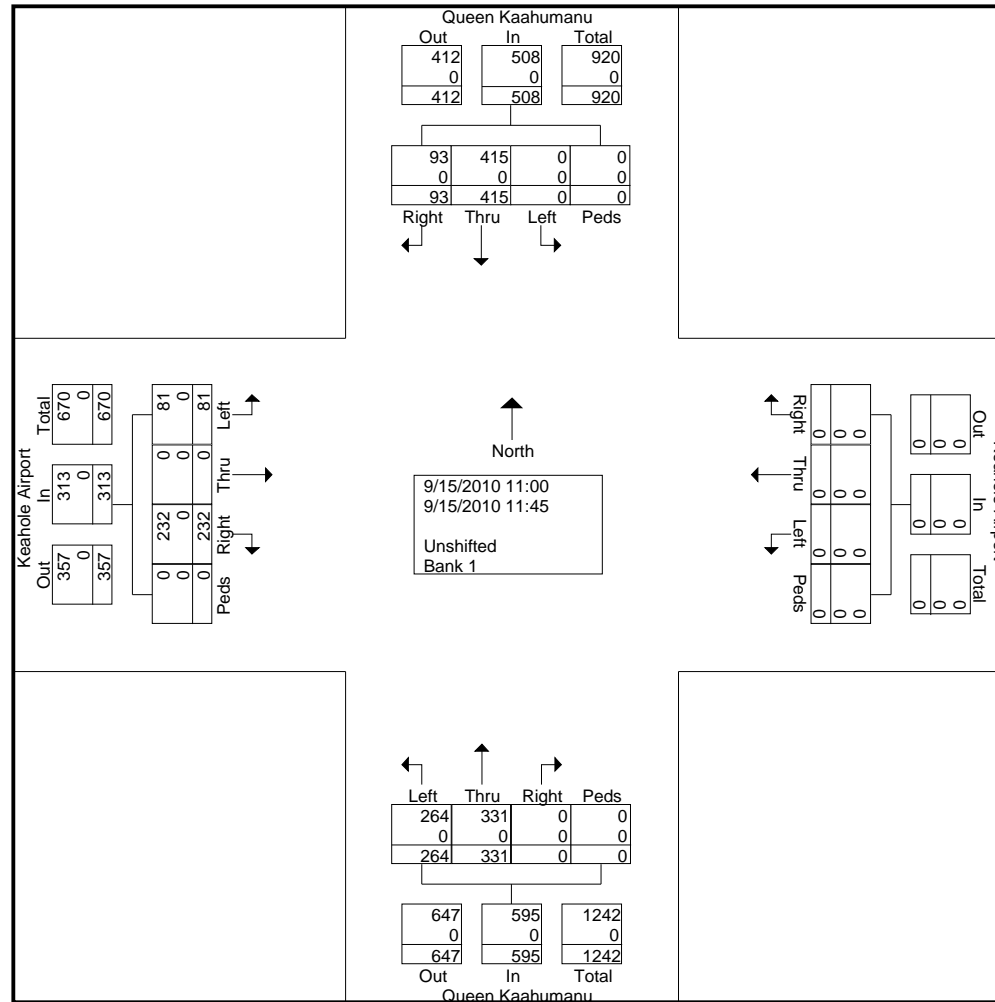 Queen Kaahumanu
Out In Total
412 508 920
0 0 0
412 508 920
93 415 0 0
0 0 0 0
93 415 0 0
Right Thru Left Peds
Keahole Airport
Total In Out
670 313 357
0 0 0
670 313 357
81 0 232 0
0 0 0 0
81 0 232 0
Left Thru Right Peds
North
9/15/2010 11:00
9/15/2010 11:45
Unshifted
Bank 1
Right Thru Left Peds
0 0 0 0
0 0 0 0
0 0 0 0
Out In Total
0 0 0
0 0 0
0 0 0
Left Thru Right Peds
264 331 0 0
0 0 0 0
264 331 0 0
647 595 1242
0 0 0
647 595 1242
Out In Total
Queen Kaahumanu